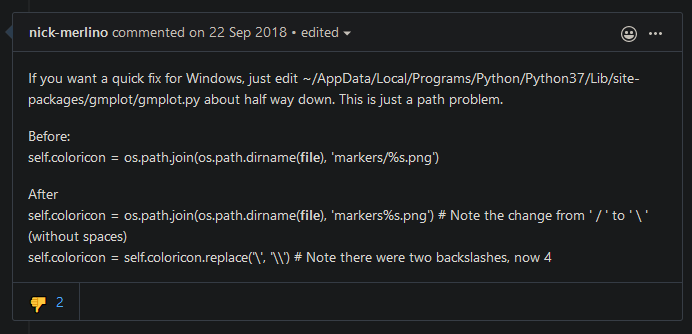 nick-merlino commented on 22 Sep 2018 • edited
If you want a quick fix for Windows, just edit ~/AppData/Local/Programs/Python/Python37/Lib/site-
packages/gmplot/gmplot.py about half way down. This is just a path problem.
Before:
self.coloricon = os.path.join(os.path.dirname(file), 'markers/%s.png')
After
self.coloricon = os.path.join(os.path.dirname(file), 'markers%s.png') # Note the change from ' / ' to ' \ '
(without spaces)
self.coloricon = self.coloricon.replace('\', '\\') # Note there were two backslashes, now 4
2